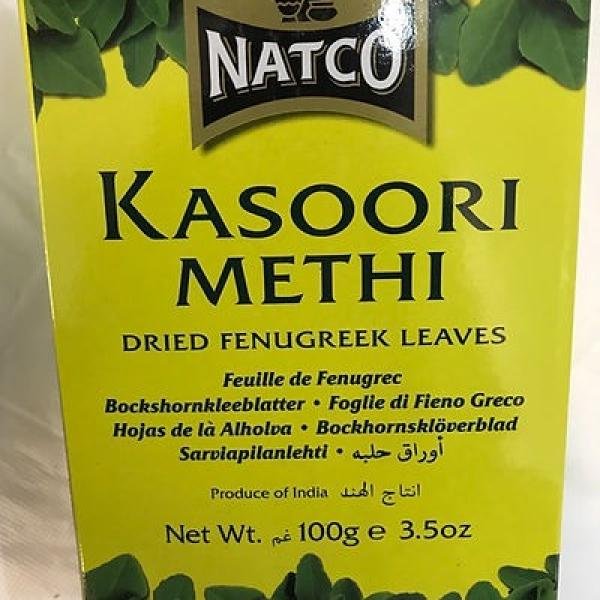 NATCO
KASOORI
METHI
DRIED FENUGREEK LEAVES
Feuille de Fenugrec
Bockshornkleeblatter • Foglie di Fieno Greco
Hojas de là Alholva • Bockhornsklöverblad
Sarviapilanlehti • أوراق حلبه
Produce of India انتاج الهند
Net Wt. غم 100g e 3.5oz